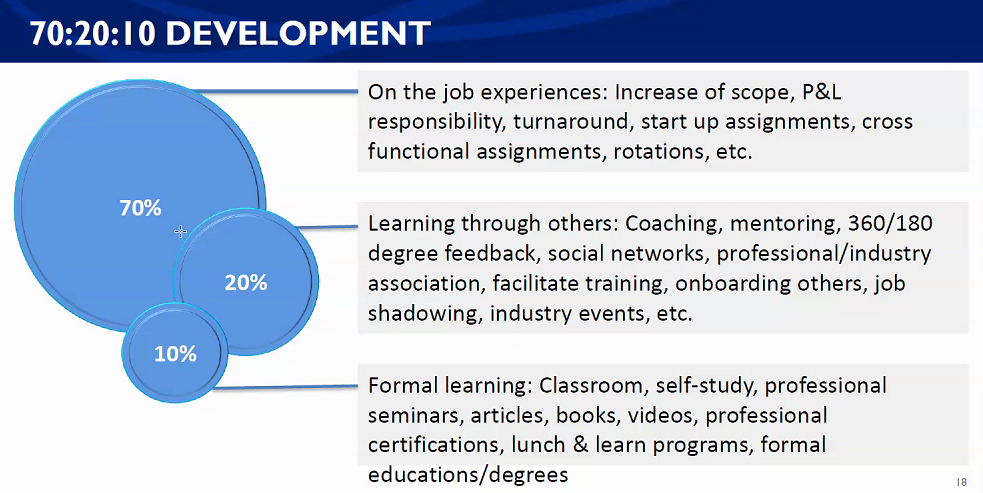 70:20:10 DEVELOPMENT
70%
20%
10%
On the job experiences: Increase of scope, P&L
responsibility, turnaround, start up assignments, cross
functional assignments, rotations, etc.
Learning through others: Coaching, mentoring, 360/180
degree feedback, social networks, professional/industry
association, facilitate training, onboarding others, job
shadowing, industry events, etc.
Formal learning: Classroom, self-study, professional
seminars, articles, books, videos, professional
certifications, lunch & learn programs, formal
educations/degrees
18